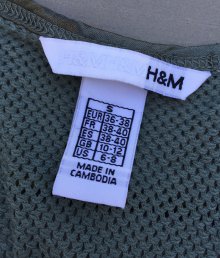 H&M
S
EUR 36-38
FR 38-40
ES 38-40
GB 10-12
US 6-8
MADE IN
CAMBODIA